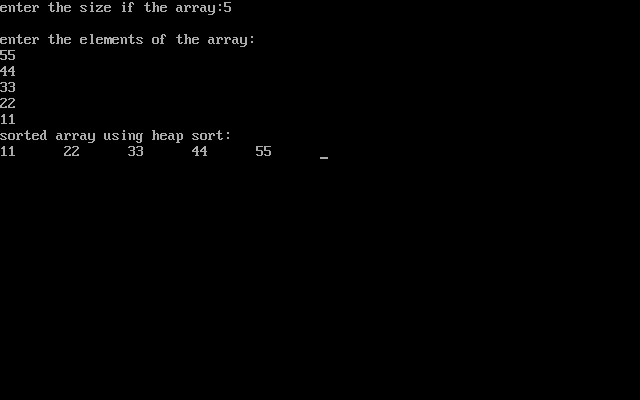 enter the size if the array:5
enter the elements of the array:
55
44
33
22
11
sorted array using heap sort:
11 22 33 44 55 _